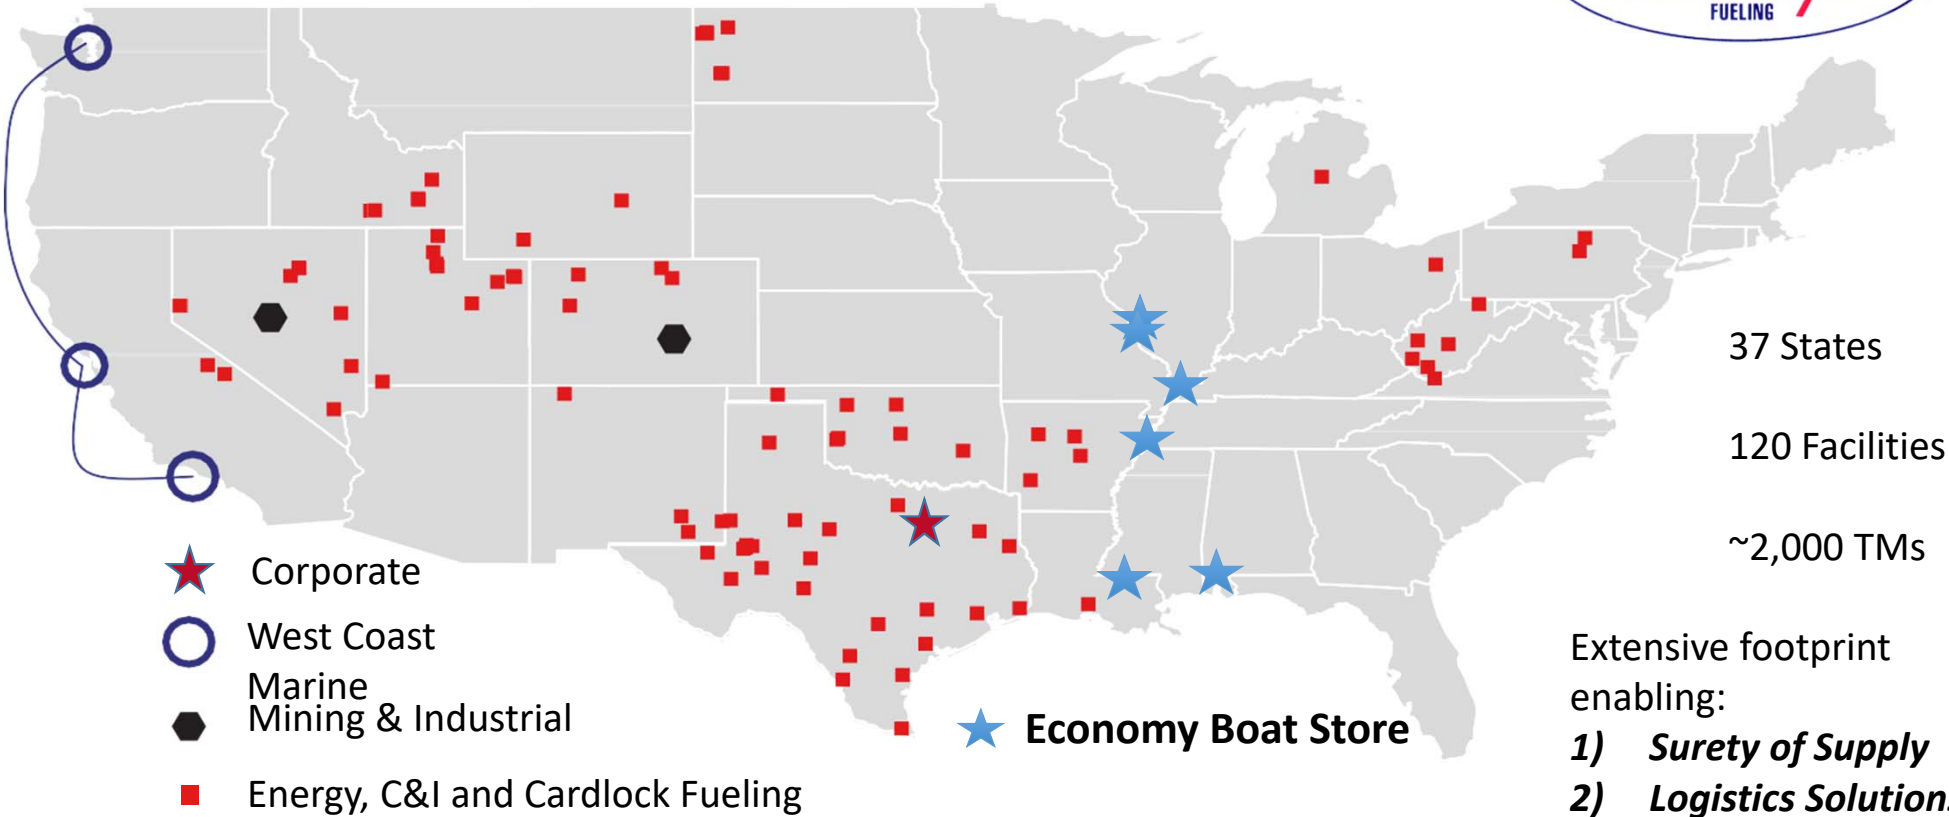 FUELING
37 States
120 Facilities
~2,000 TMs
Corporate
West Coast
Marine
Mining & Industrial
Energy, C&I and Cardlock Fueling
Economy Boat Store
Extensive footprint
enabling:
1) Surety of Supply
2) Logistics Solution